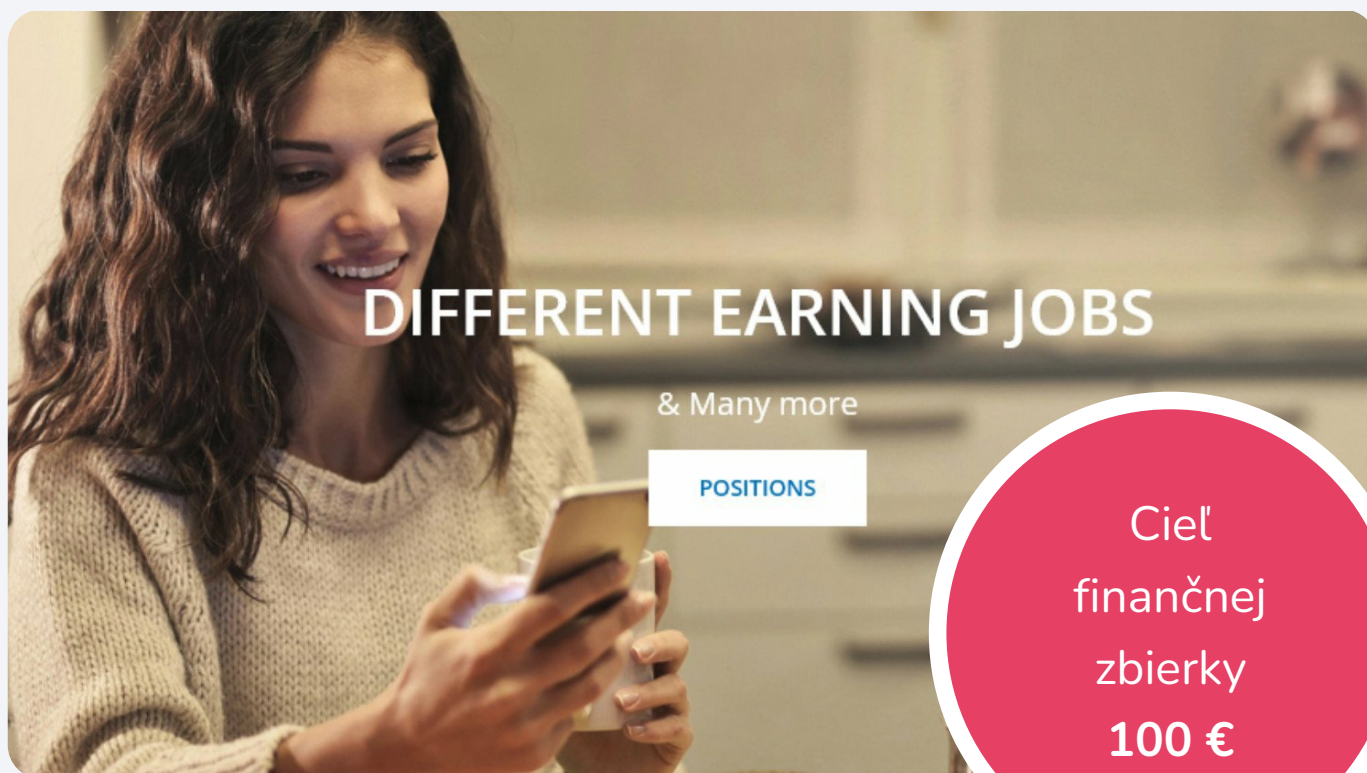 DIFFERENT EARNING JOBS
& Many more
POSITIONS
Cieľ
finančnej
zbierky
100 €